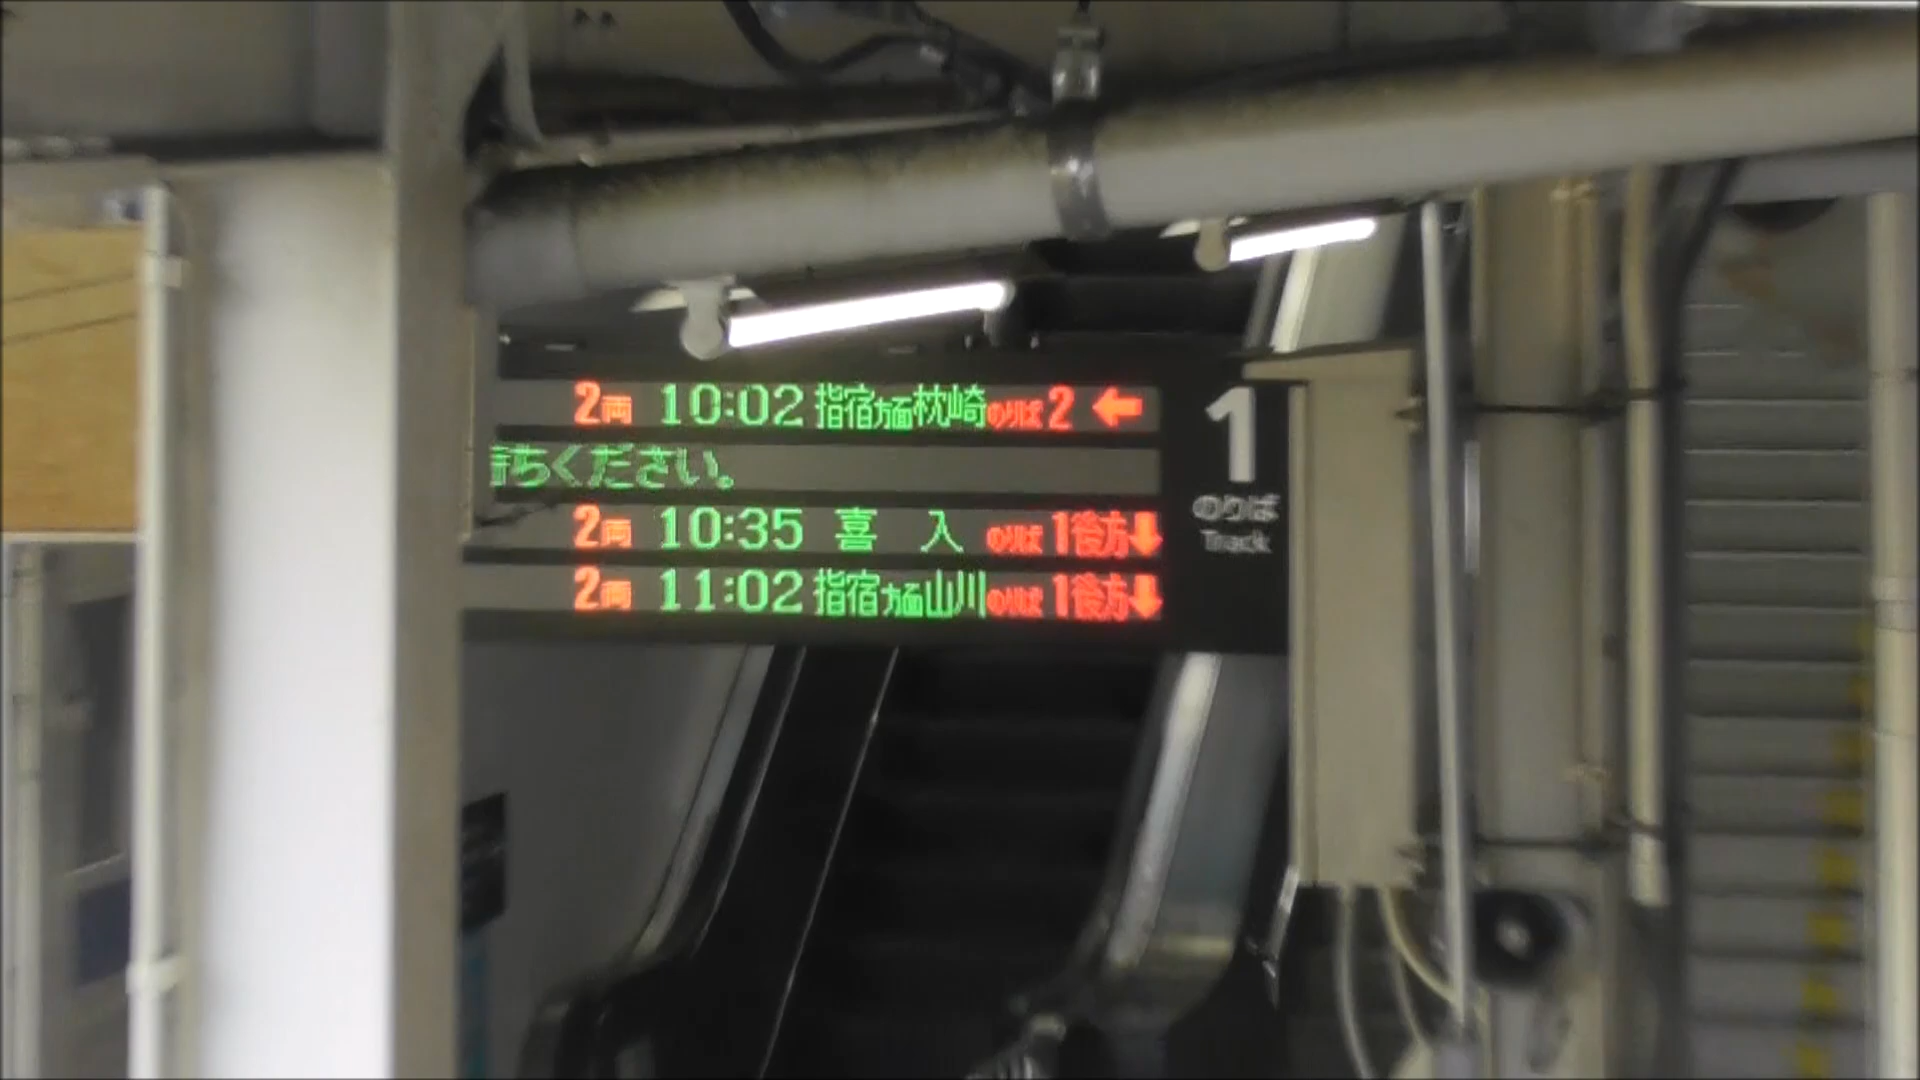 2両 10:02 指宿方面枕崎 のりば2 ←
待ちください。
2両 10:35 喜 入 のりば 1後方↓
2両 11:02 指宿方面山川 のりば 1後方↓
1
のりば
Track